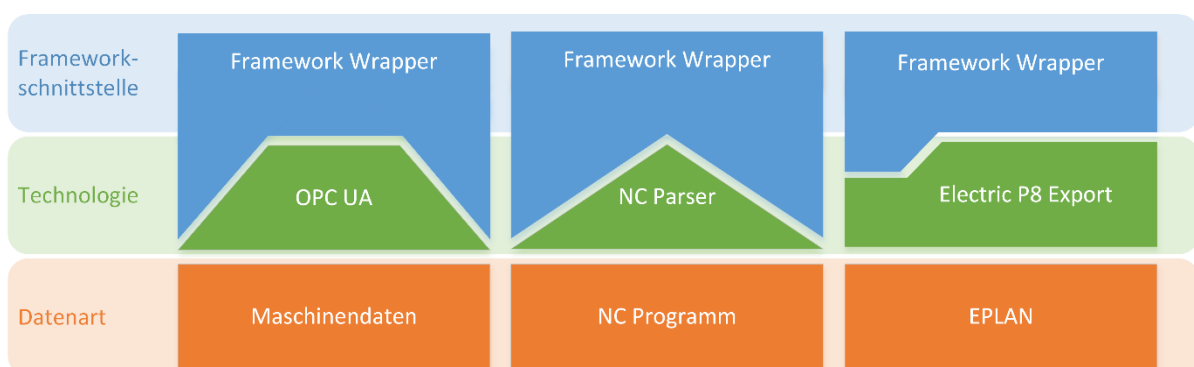 Framework-
schnittstelle
Framework Wrapper
Framework Wrapper
Framework Wrapper
Technologie
OPC UA
NC Parser
Electric P8 Export
Datenart
Maschinendaten
NC Programm
EPLAN